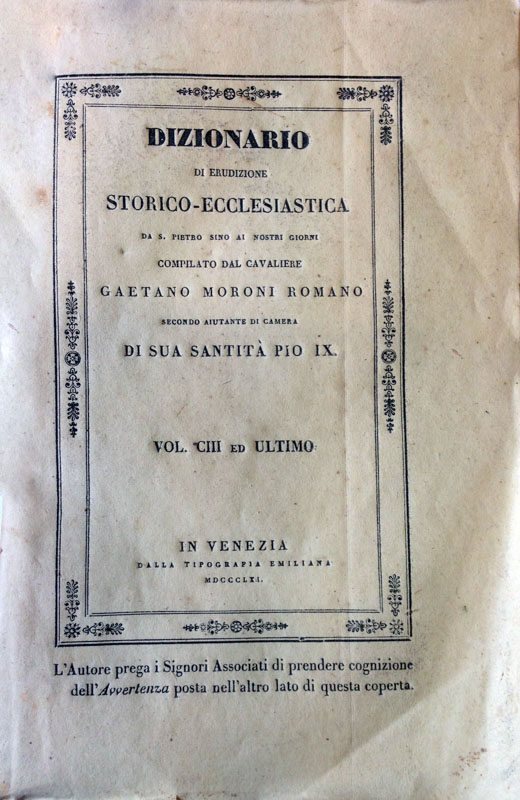 DIZIONARIO
DI ERUDIZIONE
STORICO-ECCLESIASTICA
DA S. PIETRO SINO AI NOSTRI GIORNI
COMPILATO DAL CAVALIERE
GAETANO MORONI ROMANO
SECONDO AIUTANTE DI CAMERA
DI SUA SANTITÀ PIO IX.
VOL. CIII ED ULTIMO
IN VENEZIA
DALLA TIPOGRAFIA EMILIANA
MDCCCLXI.
L'Autore prega i Signori Associati di prendere cognizione
dell'Avvertenza posta nell'altro lato di questa coperta.